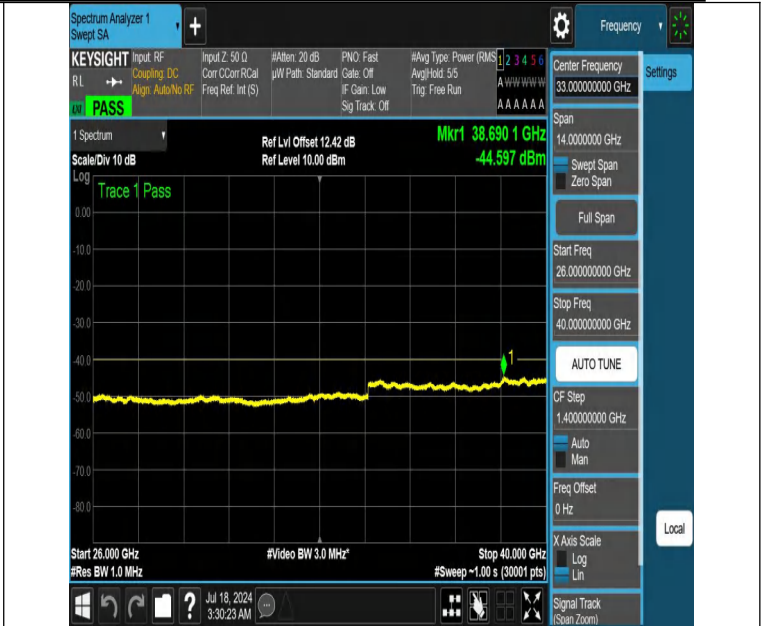 Spectrum Analyzer 1
Swept SA
Frequency
KEYSIGHT
RL
LXI
PASS
Input: RF
Coupling: DC
Align: Auto/No RF
Input Z: 50 Ω
Corr CCorr RCal
Freq Ref: Int (S)
#Atten: 20 dB
µW Path: Standard
PNO: Fast
Gate: Off
IF Gain: Low
Sig Track: Off
#Avg Type: Power (RMS
Avg|Hold: 5/5
Trig: Free Run
1 2 3 4 5 6
A W W W W W
A A A A A A
1 Spectrum
Scale/Div 10 dB
Ref Lvl Offset 12.42 dB
Ref Level 10.00 dBm
Mkr1 38.690 1 GHz
-44.597 dBm
Log
Trace 1 Pass
0.00
-10.0
-20.0
-30.0
-40.0
-50.0
-60.0
-70.0
-80.0
1
Start 26.000 GHz
#Res BW 1.0 MHz
#Video BW 3.0 MHz*
Stop 40.000 GHz
#Sweep ~1.00 s (30001 pts)
Jul 18, 2024
3:30:23 AM
Center Frequency
33.000000000 GHz
Span
14.0000000 GHz
Swept Span
Zero Span
Full Span
Start Freq
26.000000000 GHz
Stop Freq
40.000000000 GHz
AUTO TUNE
CF Step
1.400000000 GHz
Auto
Man
Freq Offset
0 Hz
X Axis Scale
Log
Lin
Signal Track
(Span Zoom)
Settings
Local